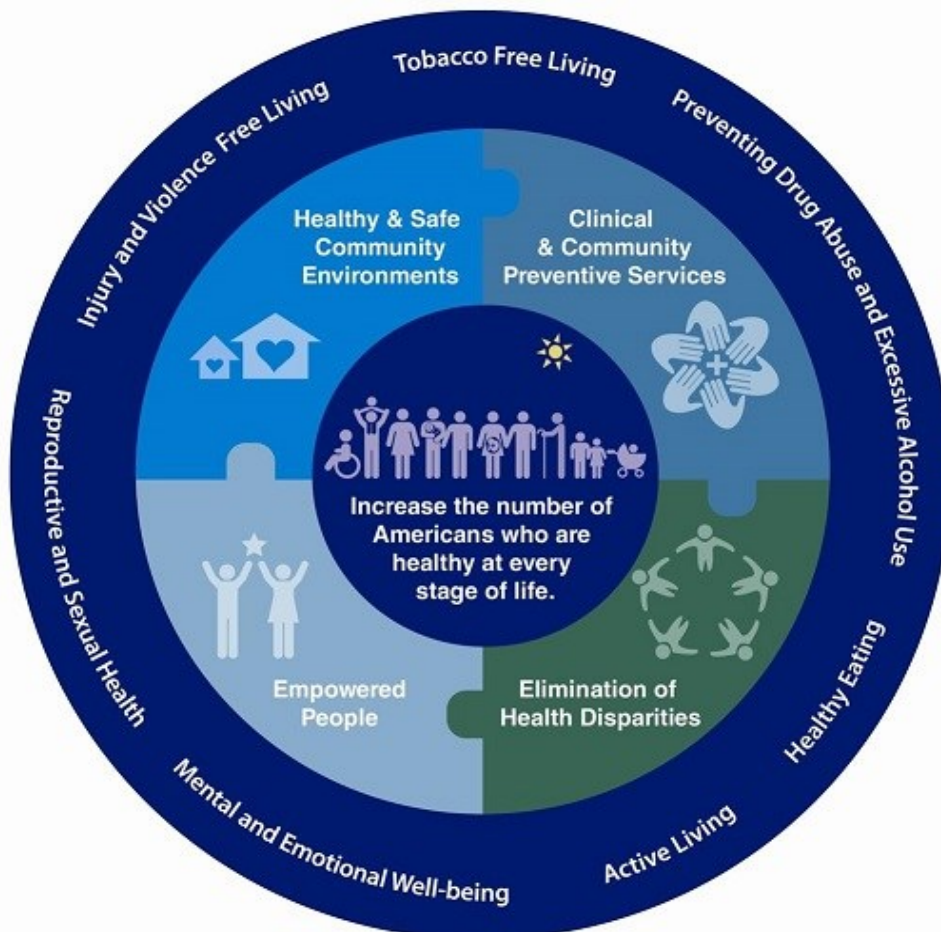 Tobacco Free Living
Preventing Drug Abuse and Excessive Alcohol Use
Healthy Eating
Active Living
Mental and Emotional Well-being
Reproductive and Sexual Health
Injury and Violence Free Living
Healthy & Safe
Community
Environments
Clinical
& Community
Preventive Services
Increase the number of
Americans who are
healthy at every
stage of life.
Empowered
People
Elimination of
Health Disparities